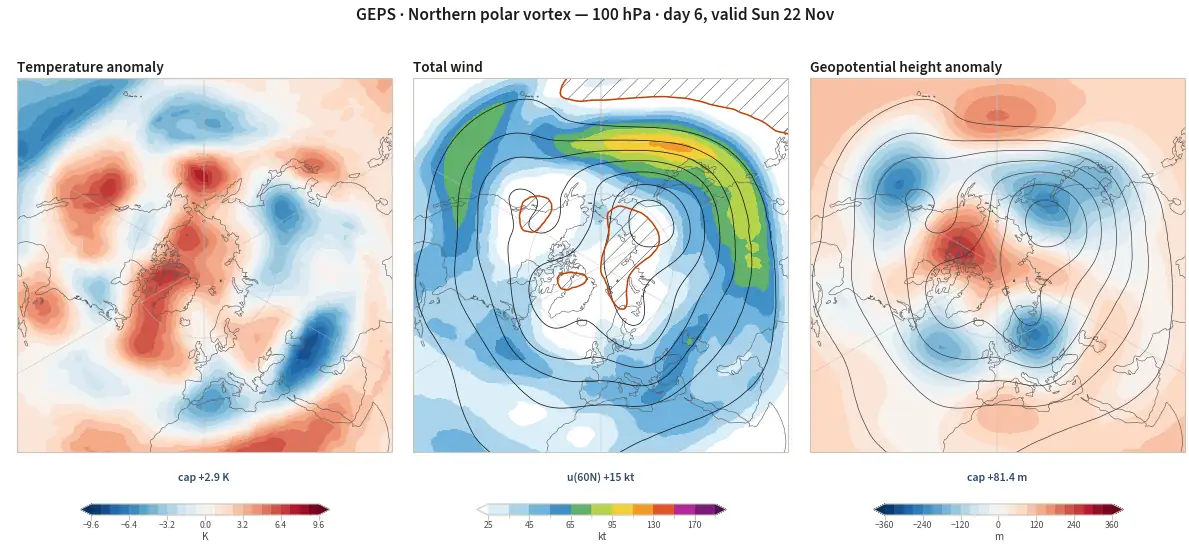 GEPS · Northern polar vortex — 100 hPa · day 6, valid Sun 22 Nov
Temperature anomaly
Total wind
Geopotential height anomaly
cap +2.9 K
u(60N) +15 kt
cap +81.4 m
−9.6 −6.4 −3.2 0.0 3.2 6.4 9.6
K
25 45 65 95 130 170
kt
−360 −240 −120 0 120 240 360
m